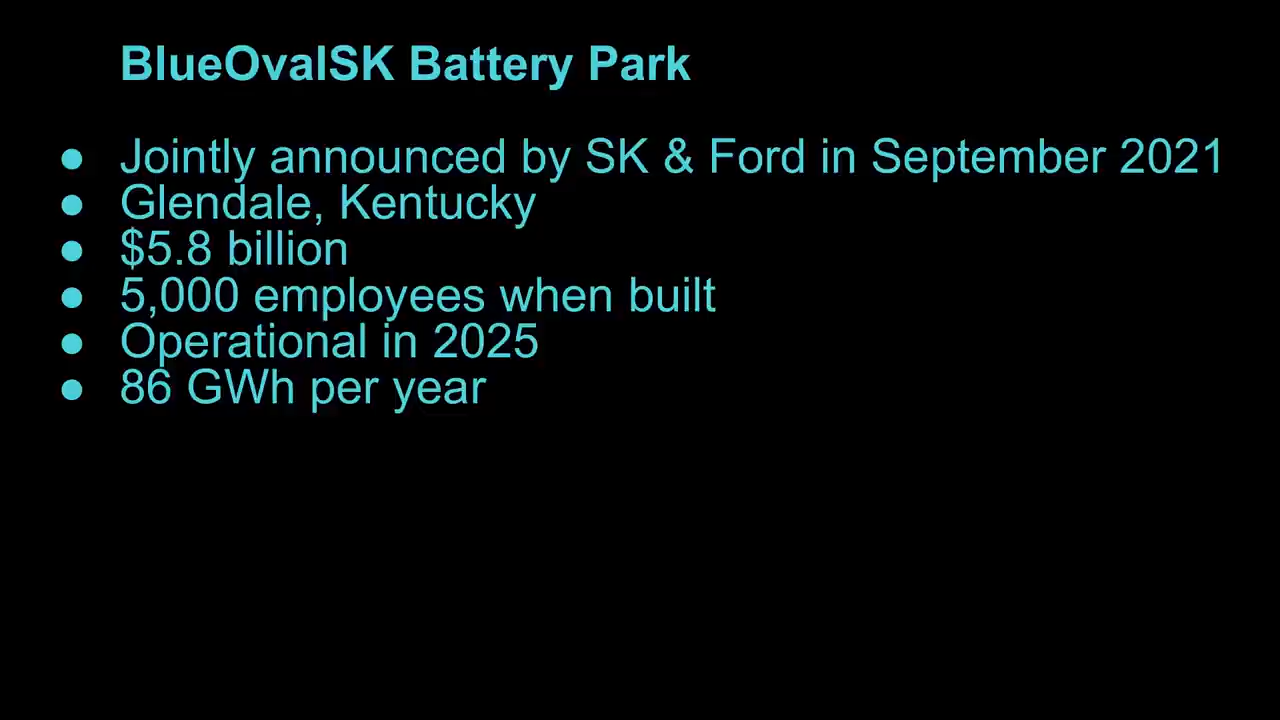 BlueOvalSK Battery Park
● Jointly announced by SK & Ford in September 2021
● Glendale, Kentucky
● $5.8 billion
● 5,000 employees when built
● Operational in 2025
● 86 GWh per year